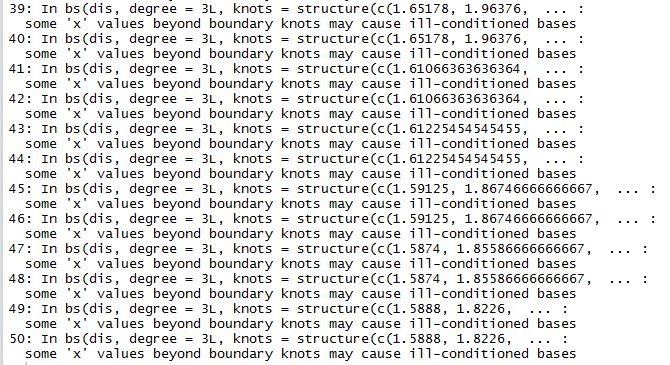 39: In bs(dis, degree = 3L, knots = structure(c(1.65178, 1.96376,  ... :
  some 'x' values beyond boundary knots may cause ill-conditioned bases
40: In bs(dis, degree = 3L, knots = structure(c(1.65178, 1.96376,  ... :
  some 'x' values beyond boundary knots may cause ill-conditioned bases
41: In bs(dis, degree = 3L, knots = structure(c(1.61066363636364,  ... :
  some 'x' values beyond boundary knots may cause ill-conditioned bases
42: In bs(dis, degree = 3L, knots = structure(c(1.61066363636364,  ... :
  some 'x' values beyond boundary knots may cause ill-conditioned bases
43: In bs(dis, degree = 3L, knots = structure(c(1.61225454545455,  ... :
  some 'x' values beyond boundary knots may cause ill-conditioned bases
44: In bs(dis, degree = 3L, knots = structure(c(1.61225454545455,  ... :
  some 'x' values beyond boundary knots may cause ill-conditioned bases
45: In bs(dis, degree = 3L, knots = structure(c(1.59125, 1.86746666666667,  ... :
  some 'x' values beyond boundary knots may cause ill-conditioned bases
46: In bs(dis, degree = 3L, knots = structure(c(1.59125, 1.86746666666667,  ... :
  some 'x' values beyond boundary knots may cause ill-conditioned bases
47: In bs(dis, degree = 3L, knots = structure(c(1.5874, 1.85586666666667,  ... :
  some 'x' values beyond boundary knots may cause ill-conditioned bases
48: In bs(dis, degree = 3L, knots = structure(c(1.5874, 1.85586666666667,  ... :
  some 'x' values beyond boundary knots may cause ill-conditioned bases
49: In bs(dis, degree = 3L, knots = structure(c(1.5888, 1.8226,  ... :
  some 'x' values beyond boundary knots may cause ill-conditioned bases
50: In bs(dis, degree = 3L, knots = structure(c(1.5888, 1.8226,  ... :
  some 'x' values beyond boundary knots may cause ill-conditioned bases